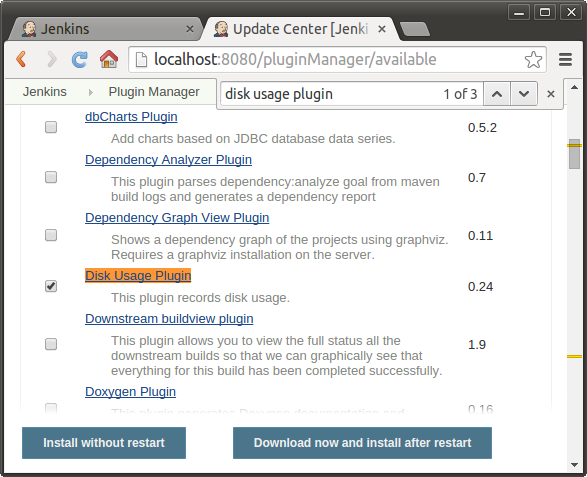 Jenkins
Update Center [Jenki
localhost:8080/pluginManager/available
Jenkins Plugin Manager
disk usage plugin 1 of 3
dbCharts Plugin
Add charts based on JDBC database data series.
0.5.2
Dependency Analyzer Plugin
This plugin parses dependency:analyze goal from maven
build logs and generates a dependency report
0.7
Dependency Graph View Plugin
Shows a dependency graph of the projects using graphviz.
Requires a graphviz installation on the server.
0.11
Disk Usage Plugin
This plugin records disk usage.
0.24
Downstream buildview plugin
This plugin allows you to view the full status all the
downstream builds so that we can graphically see that
everything for this build has been completed successfully.
1.9
Doxygen Plugin
This plugin generates Doxygen documentation and
0.16
Install without restart
Download now and install after restart